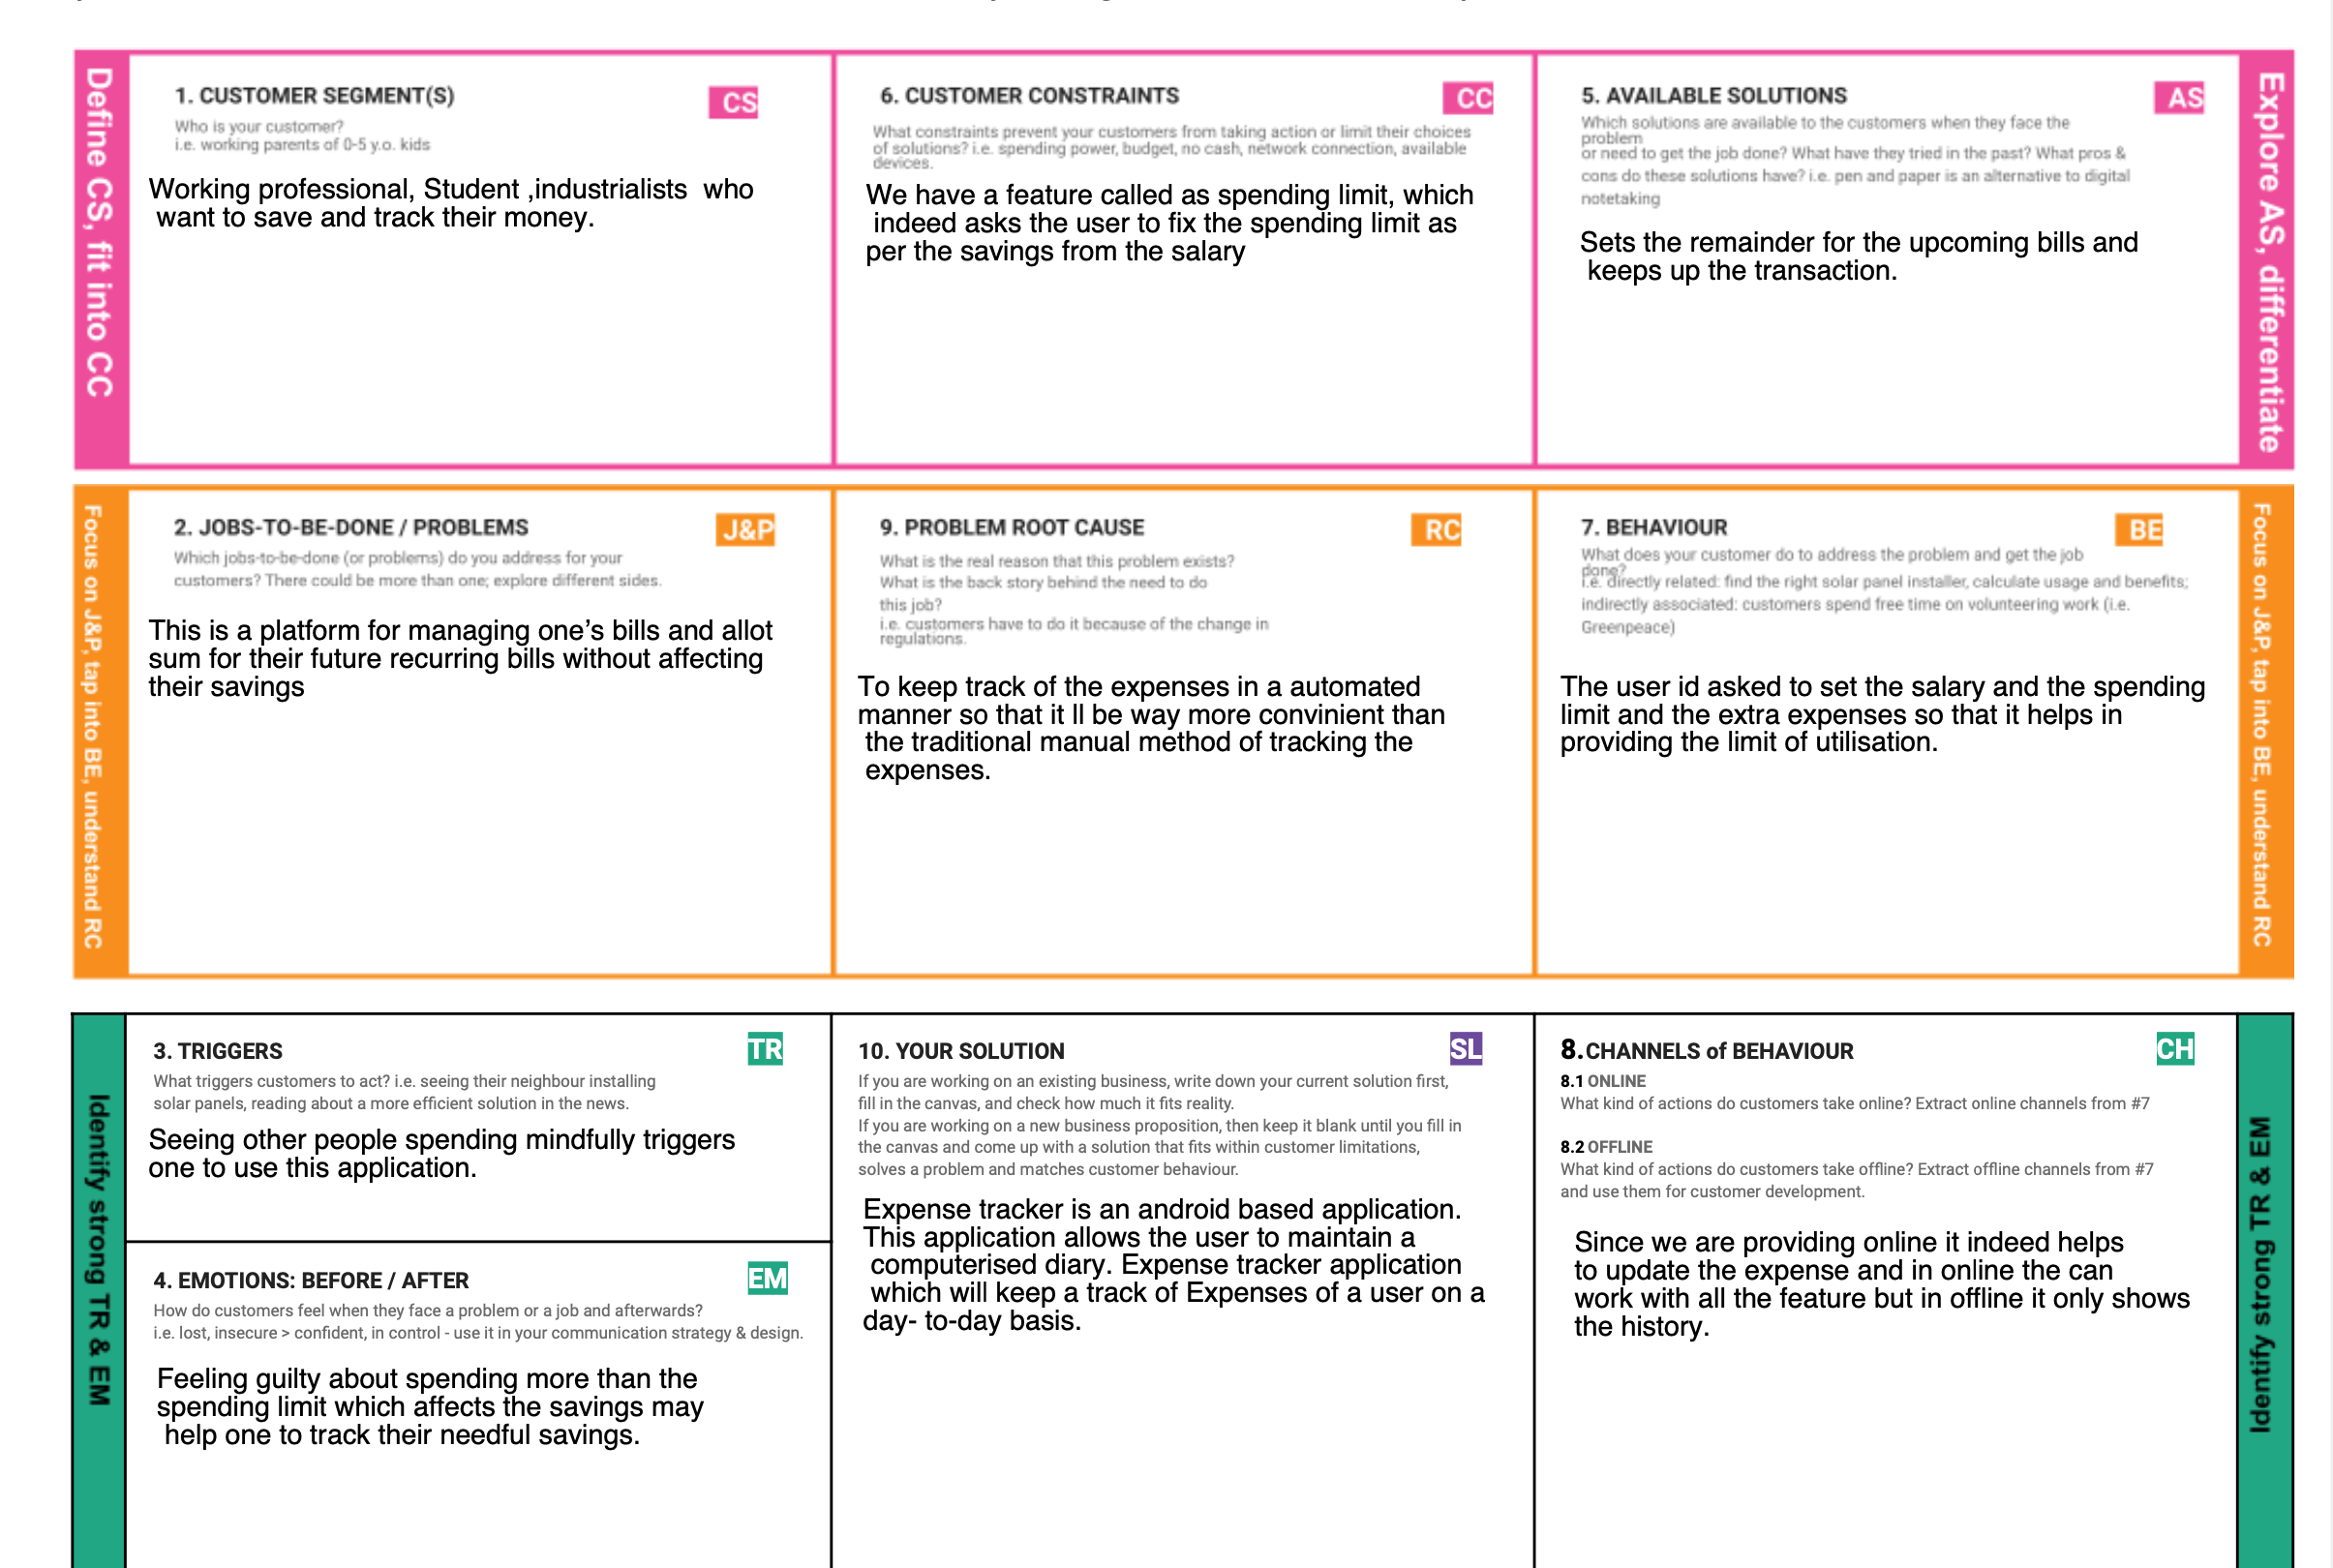 Define CS, fit into CC
1. CUSTOMER SEGMENT(S)
CS
Who is your customer?
i.e. working parents of 0-5 y.o. kids
Working professional, Student ,industrialists who
want to save and track their money.
6. CUSTOMER CONSTRAINTS
CC
What constraints prevent your customers from taking action or limit their choices
of solutions? i.e. spending power, budget, no cash, network connection, available
devices.
We have a feature called as spending limit, which
indeed asks the user to fix the spending limit as
per the savings from the salary
5. AVAILABLE SOLUTIONS
AS
Which solutions are available to the customers when they face the
problem
or need to get the job done? What have they tried in the past? What pros &
cons do these solutions have? i.e. pen and paper is an alternative to digital
notetaking
Sets the remainder for the upcoming bills and
keeps up the transaction.
Explore AS, differentiate
Focus on J&P, tap into BE, understand RC
2. JOBS-TO-BE-DONE / PROBLEMS
J&P
Which jobs-to-be-done (or problems) do you address for your
customers? There could be more than one; explore different sides.
This is a platform for managing one's bills and allot
sum for their future recurring bills without affecting
their savings
9. PROBLEM ROOT CAUSE
RC
What is the real reason that this problem exists?
What is the back story behind the need to do
this job?
i.e. customers have to do it because of the change in
regulations.
To keep track of the expenses in a automated
manner so that it ll be way more convinient than
the traditional manual method of tracking the
expenses.
7. BEHAVIOUR
BE
What does your customer do to address the problem and get the job
done?
i.e. directly related: find the right solar panel installer, calculate usage and benefits;
indirectly associated: customers spend free time on volunteering work (i.e.
Greenpeace)
The user id asked to set the salary and the spending
limit and the extra expenses so that it helps in
providing the limit of utilisation.
Focus on J&P, tap into BE, understand RC
Identify strong TR & EM
3. TRIGGERS
TR
What triggers customers to act? i.e. seeing their neighbour installing
solar panels, reading about a more efficient solution in the news.
Seeing other people spending mindfully triggers
one to use this application.
4. EMOTIONS: BEFORE / AFTER
EM
How do customers feel when they face a problem or a job and afterwards?
i.e. lost, insecure > confident, in control - use it in your communication strategy & design.
Feeling guilty about spending more than the
spending limit which affects the savings may
help one to track their needful savings.
10. YOUR SOLUTION
SL
If you are working on an existing business, write down your current solution first,
fill in the canvas, and check how much it fits reality.
If you are working on a new business proposition, then keep it blank until you fill in
the canvas and come up with a solution that fits within customer limitations,
solves a problem and matches customer behaviour.
Expense tracker is an android based application.
This application allows the user to maintain a
computerised diary. Expense tracker application
which will keep a track of Expenses of a user on a
day- to-day basis.
8.CHANNELS of BEHAVIOUR
CH
8.1 ONLINE
What kind of actions do customers take online? Extract online channels from #7
8.2 OFFLINE
What kind of actions do customers take offline? Extract offline channels from #7
and use them for customer development.
Since we are providing online it indeed helps
to update the expense and in online the can
work with all the feature but in offline it only shows
the history.
Identify strong TR & EM